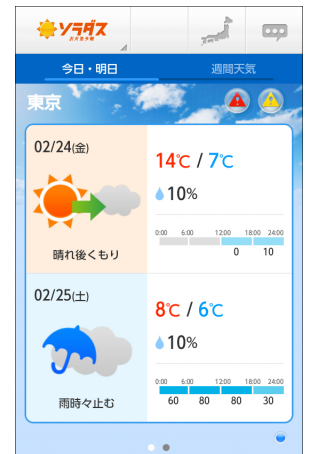 ソラダス
お天気予報
今日・明日
週間天気
東京
02/24(金)
14℃ / 7℃
10%
0:00 6:00 12:00 18:00 24:00
0 10
晴れ後くもり
02/25(土)
8℃ / 6℃
10%
0:00 6:00 12:00 18:00 24:00
60 80 80 30
雨時々止む